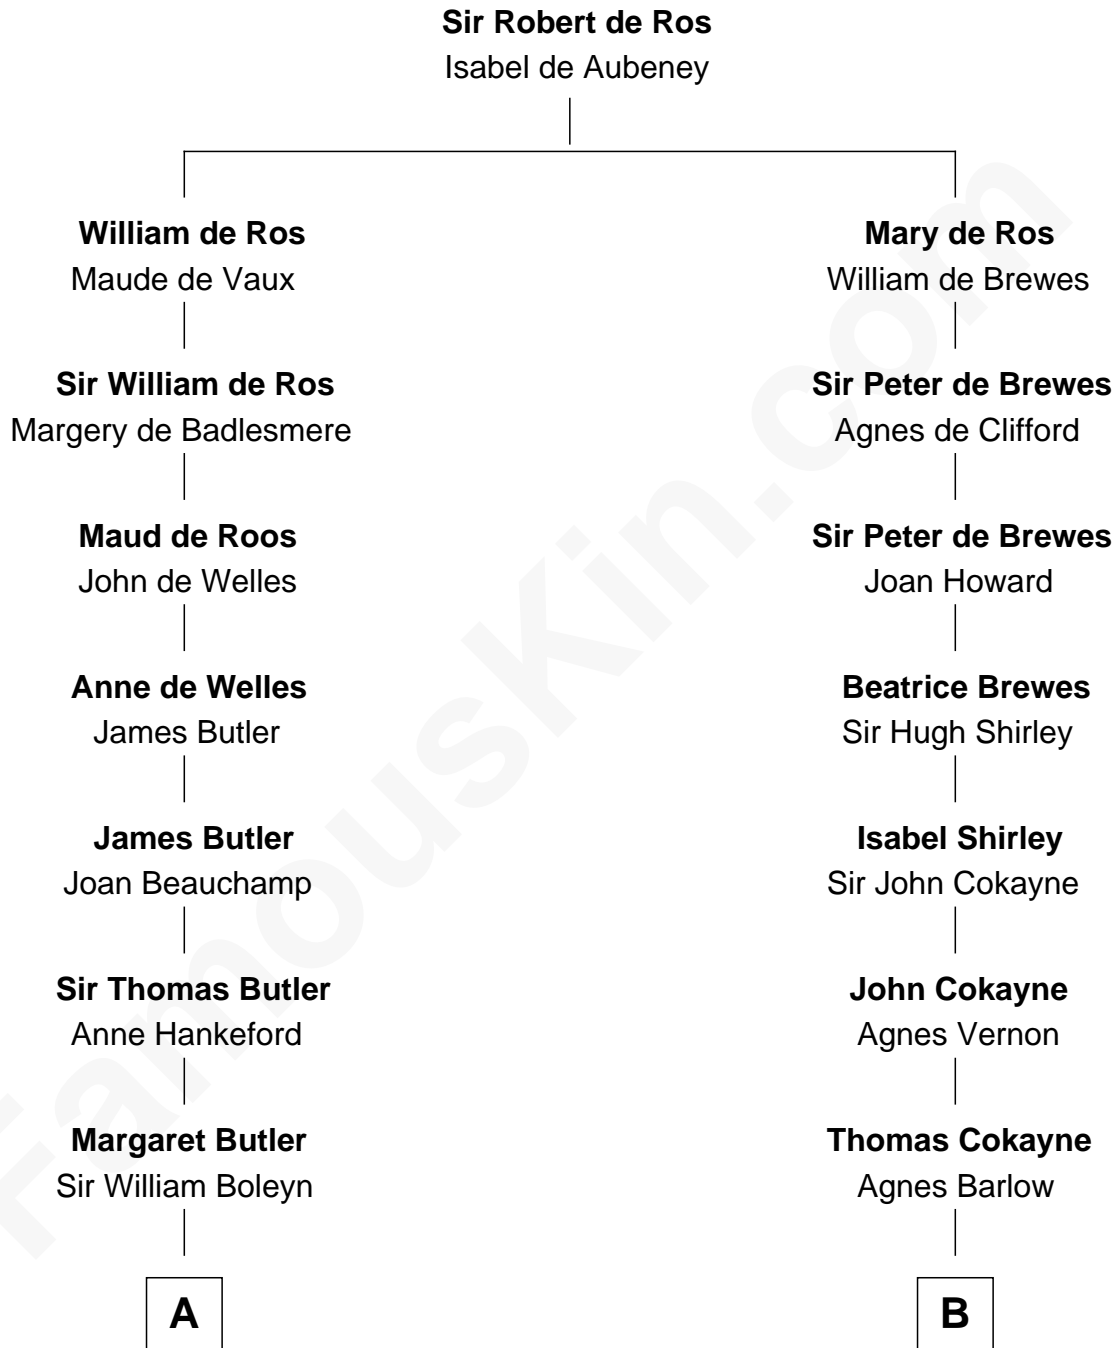 Sir Robert de Ros
Isabel de Aubeney
William de Ros
Maude de Vaux
Mary de Ros
William de Brewes
Sir William de Ros
Margery de Badlesmere
Sir Peter de Brewes
Agnes de Clifford
Maud de Roos
John de Welles
Sir Peter de Brewes
Joan Howard
Anne de Welles
James Butler
Beatrice Brewes
Sir Hugh Shirley
James Butler
Joan Beauchamp
Isabel Shirley
Sir John Cokayne
Sir Thomas Butler
Anne Hankeford
John Cokayne
Agnes Vernon
Margaret Butler
Sir William Boleyn
Thomas Cokayne
Agnes Barlow
A
B
FamousKin.com